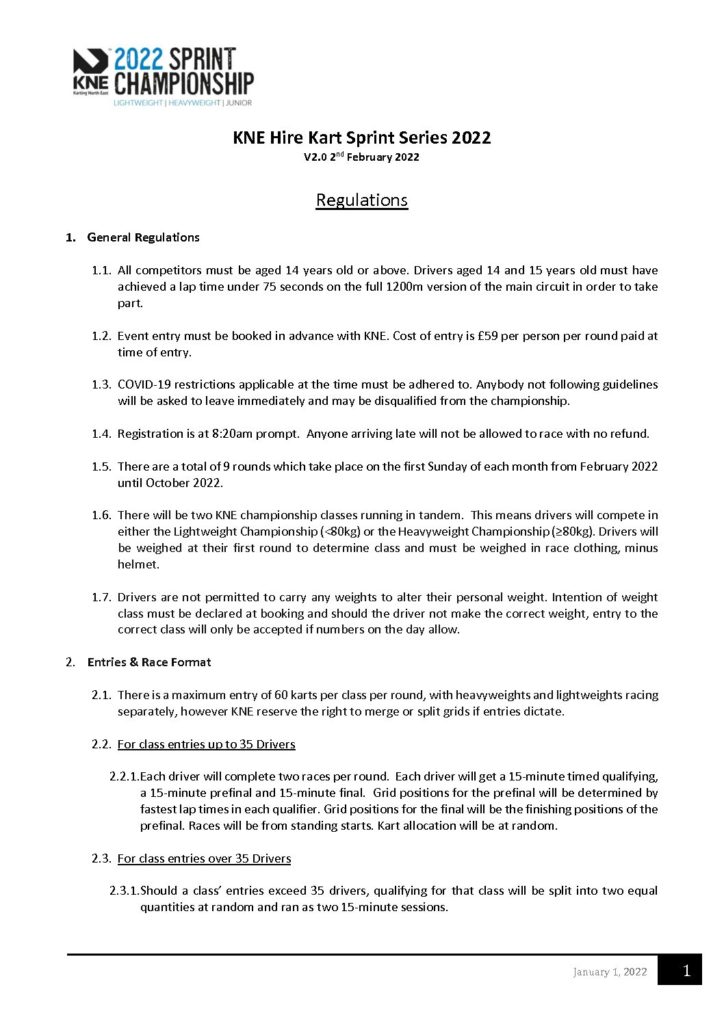 2022 SPRINT
KNE CHAMPIONSHIP
Karting North East
LIGHTWEIGHT | HEAVYWEIGHT | JUNIOR
KNE Hire Kart Sprint Series 2022
V2.0 2nd February 2022
Regulations
1. General Regulations
1.1. All competitors must be aged 14 years old or above. Drivers aged 14 and 15 years old must have
achieved a lap time under 75 seconds on the full 1200m version of the main circuit in order to take
part.
1.2. Event entry must be booked in advance with KNE. Cost of entry is £59 per person per round paid at
time of entry.
1.3. COVID-19 restrictions applicable at the time must be adhered to. Anybody not following guidelines
will be asked to leave immediately and may be disqualified from the championship.
1.4. Registration is at 8:20am prompt. Anyone arriving late will not be allowed to race with no refund.
1.5. There are a total of 9 rounds which take place on the first Sunday of each month from February 2022
until October 2022.
1.6. There will be two KNE championship classes running in tandem. This means drivers will compete in
either the Lightweight Championship (<80kg) or the Heavyweight Championship (≥80kg). Drivers will
be weighed at their first round to determine class and must be weighed in race clothing, minus
helmet.
1.7. Drivers are not permitted to carry any weights to alter their personal weight. Intention of weight
class must be declared at booking and should the driver not make the correct weight, entry to the
correct class will only be accepted if numbers on the day allow.
2. Entries & Race Format
2.1. There is a maximum entry of 60 karts per class per round, with heavyweights and lightweights racing
separately, however KNE reserve the right to merge or split grids if entries dictate.
2.2. For class entries up to 35 Drivers
2.2.1.Each driver will complete two races per round. Each driver will get a 15-minute timed qualifying,
a 15-minute prefinal and 15-minute final. Grid positions for the prefinal will be determined by
fastest lap times in each qualifier. Grid positions for the final will be the finishing positions of the
prefinal. Races will be from standing starts. Kart allocation will be at random.
2.3. For class entries over 35 Drivers
2.3.1.Should a class' entries exceed 35 drivers, qualifying for that class will be split into two equal
quantities at random and ran as two 15-minute sessions.
January 1, 2022 1